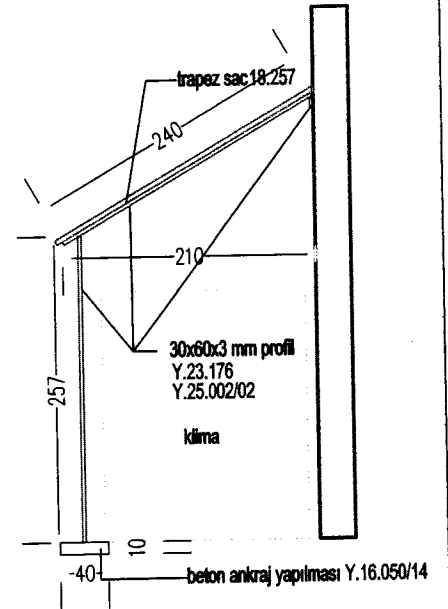 trapez sac18.257
240
210
30x60x3 mm profil
Y.23.176
Y.25.002/02
257
klima
10
-40-
beton ankraj yapılması Y.16.050/14